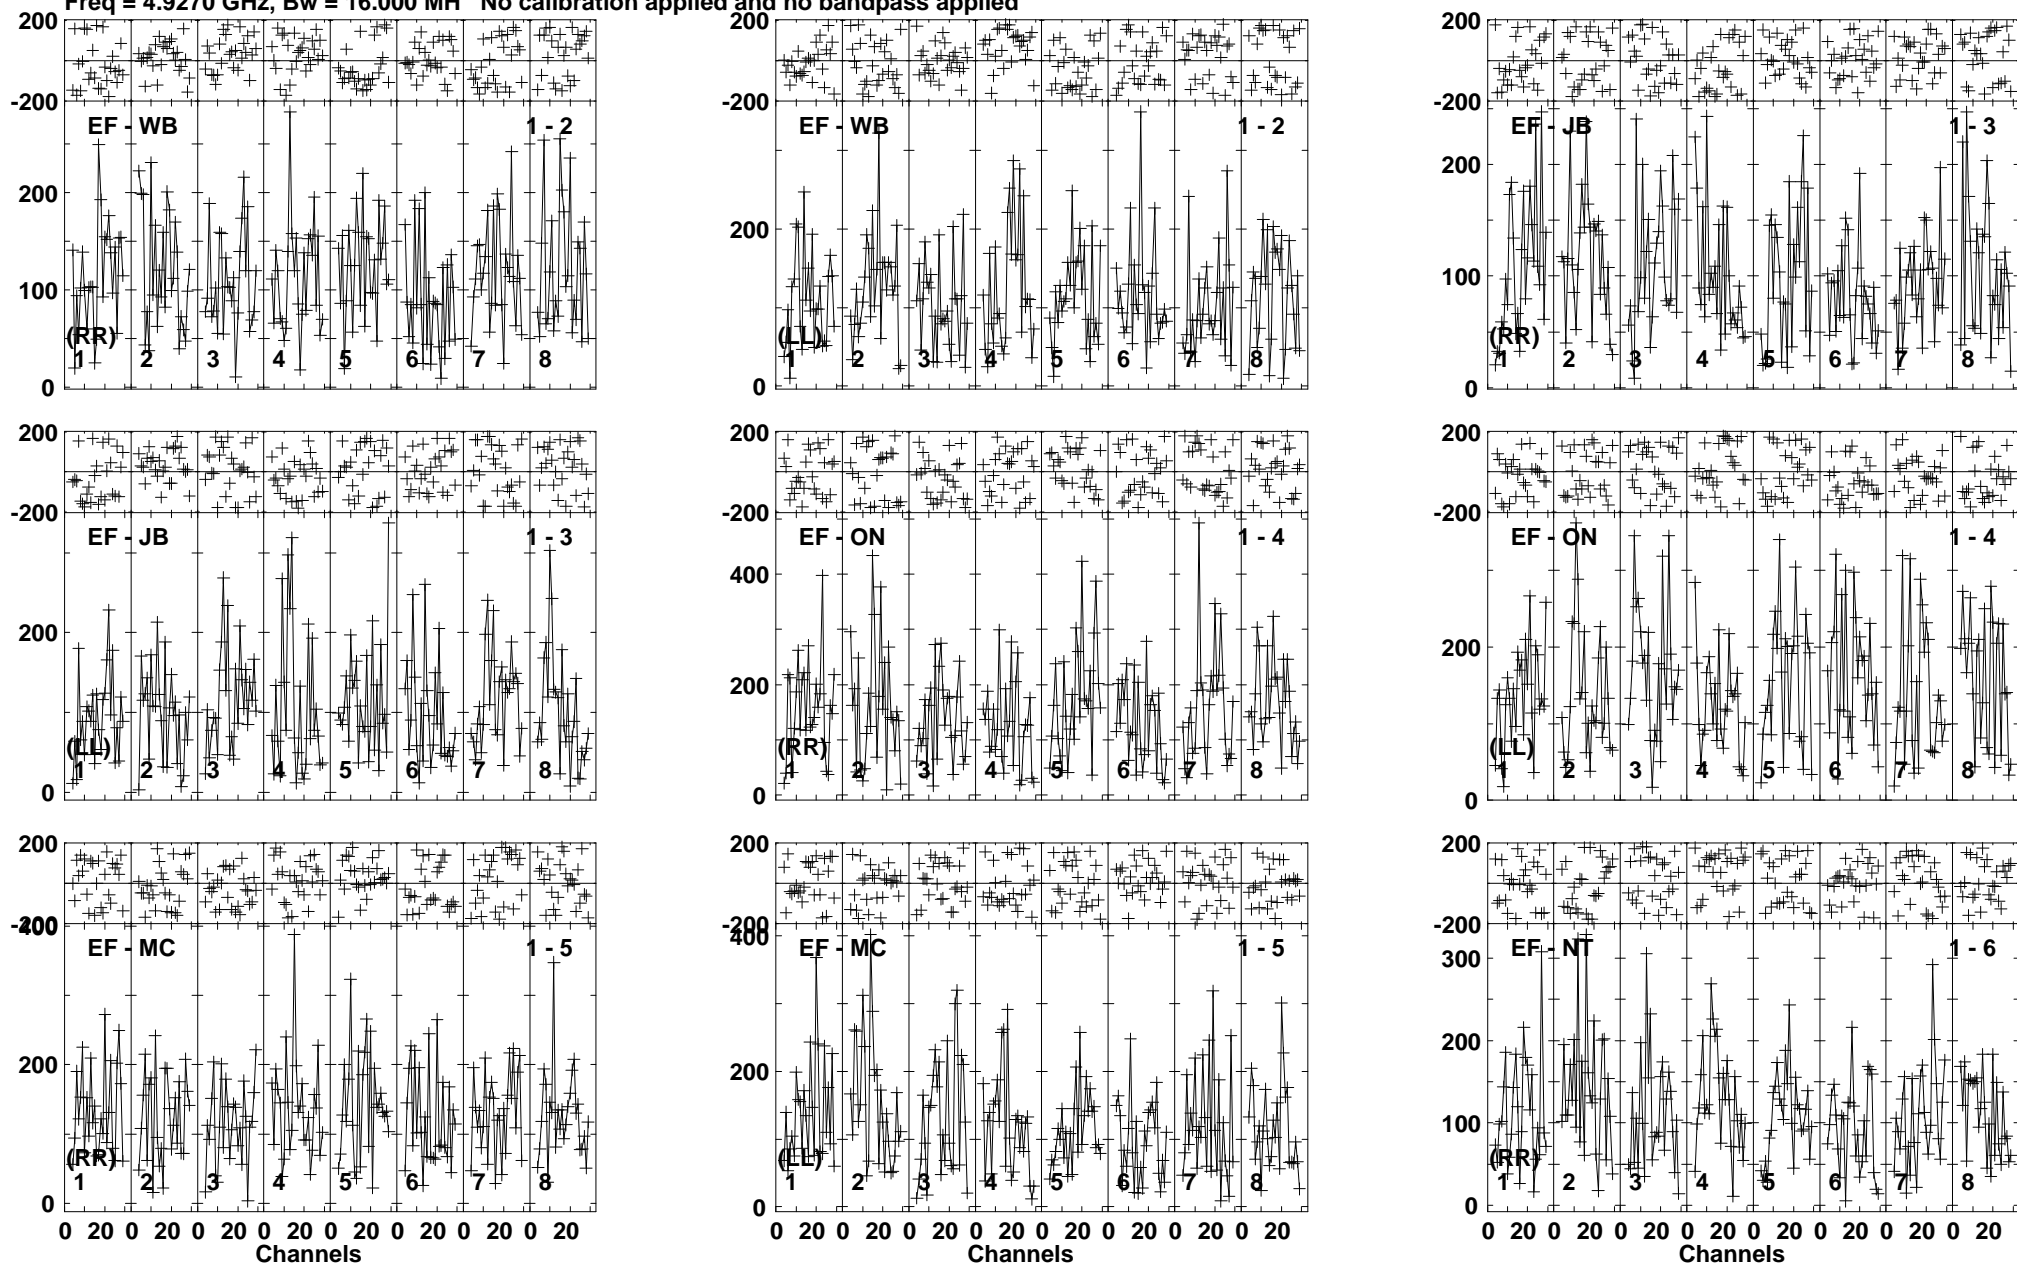 Freq = 4.9270 GHz, Bw = 16.000 MH No calibration applied and no bandpass applied
200 200 200
-200 -200 -200
EF - WB 1 - 2 EF - WB 1 - 2 EF - JB 1 - 3
200 200 200
100 100
(RR) (LL) (RR)
1 2 3 4 5 6 7 8 1 2 3 4 5 6 7 8 1 2 3 4 5 6 7 8
0 0 0
200 200 200
-200 -200 -200
EF - JB 1 - 3 EF - ON 1 - 4 EF - ON 1 - 4
400
200 200 200
(LL) (RR) (LL)
1 2 3 4 5 6 7 8 1 2 3 4 5 6 7 8 1 2 3 4 5 6 7 8
0 0 0
200 200 200
-200 -200 -200
400 400
EF - MC 1 - 5 EF - MC 1 - 5 EF - NT 1 - 6
300
200 200 200
100
(RR) (LL) (RR)
1 2 3 4 5 6 7 8 1 2 3 4 5 6 7 8 1 2 3 4 5 6 7 8
0 0 0
0 20 0 20 0 20 0 20 0 20 0 20 0 20 0 20 0 20 0 20 0 20 0 20 0 20 0 20 0 20 0 20 0 20 0 20 0 20 0 20 0 20 0 20 0 20 0 20
Channels Channels Channels